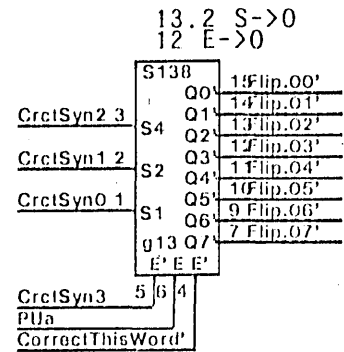 13.2 S->O
12 E->O
S138
Q0' 15 Flip.00'
Q1' 14 Flip.01'
CrctSyn2 3 S4 Q2' 13 Flip.02'
Q3' 12 Flip.03'
CrctSyn1 2 S2 Q4' 11 Flip.04'
Q5' 10 Flip.05'
CrctSyn0 1 S1 Q6' 9 Flip.06'
g13 Q7' 7 Flip.07'
E' E E'
CrctSyn3 5 6 4
PUa
CorrectThisWord'